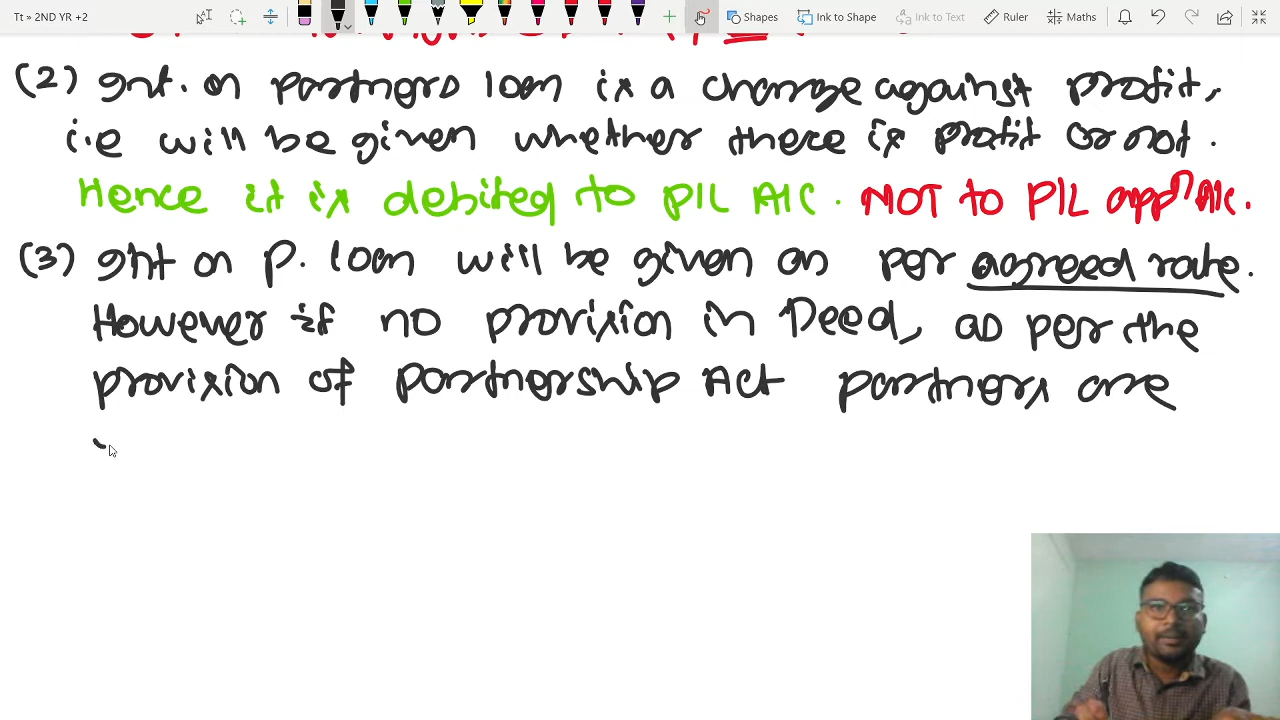 Tt » 2ND YR +2
Shapes
Ink to Shape
Ink to Text
Ruler
Maths
(2) Int. on partners loan is a charge against profit,
i.e will be given whether there is profit or not.
Hence it is debited to P/L A/C. NOT to P/L appn A/c.
(3) Int on P. loan will be given as per agreed rate.
However if no provision in Deed, as per the
provision of partnership Act partners are